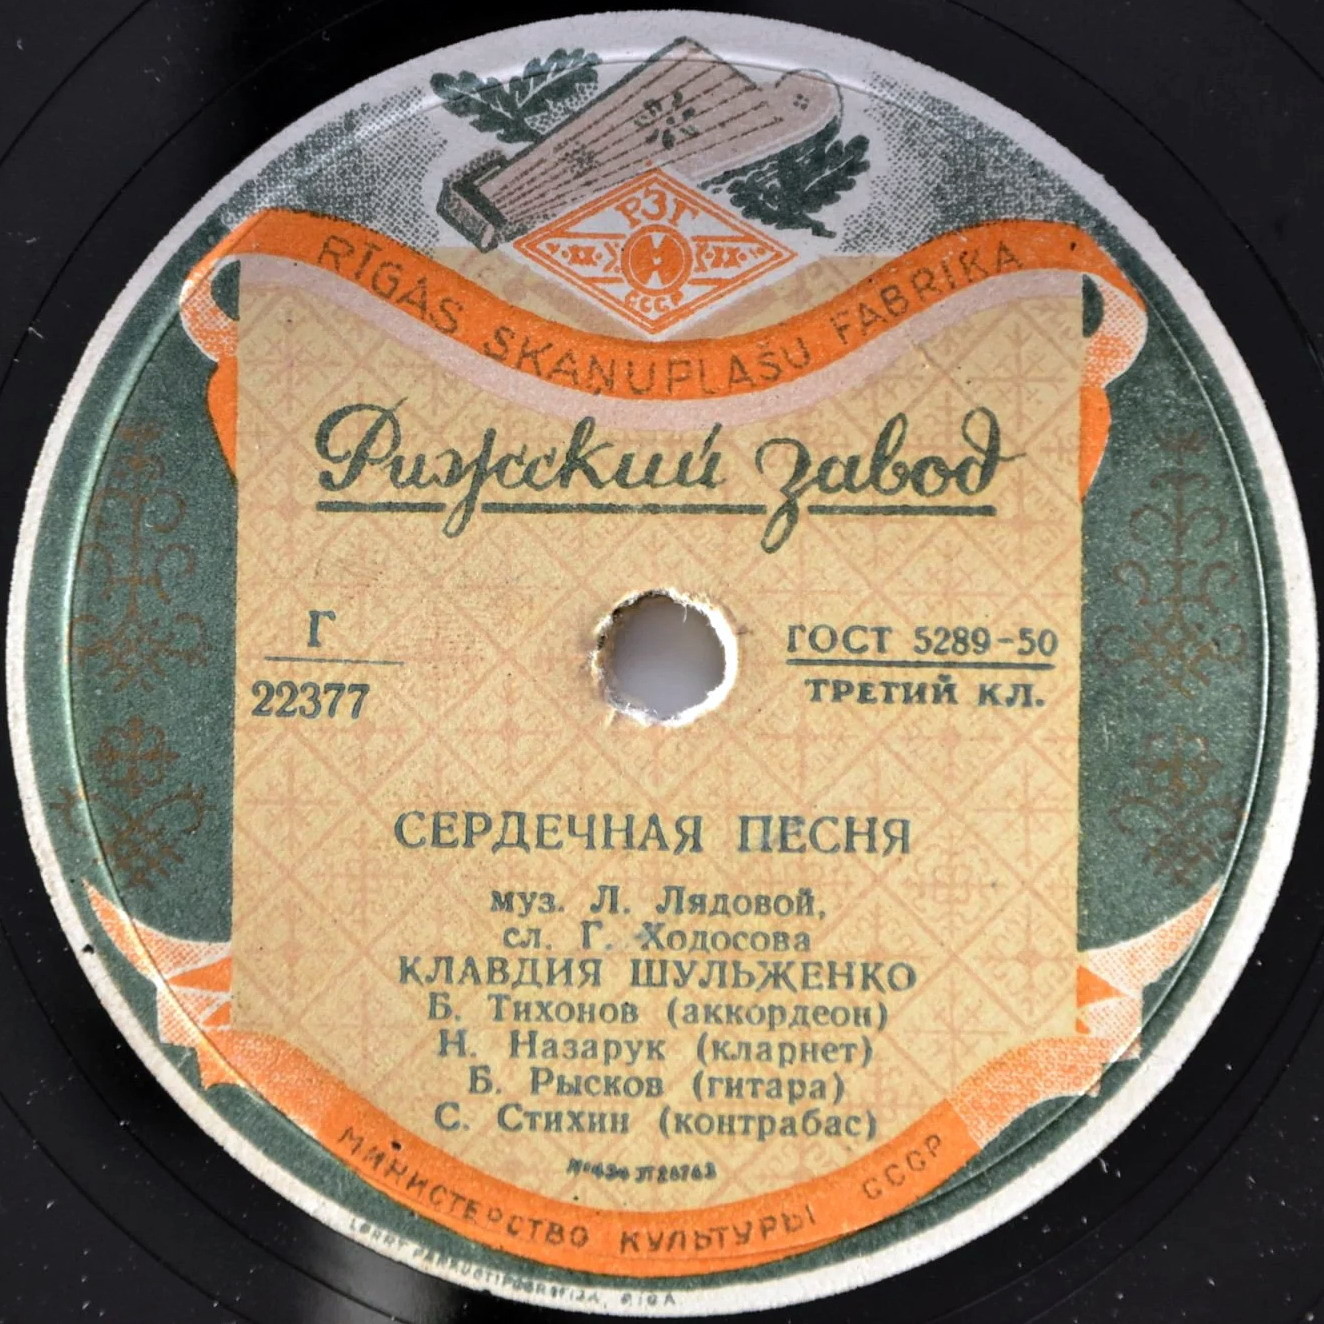 РЗГ
СССР
RĪGAS SKAŅUPLAŠU FABRIKA
Рижский завод
Г
22377
ГОСТ 5289-50
ТРЕТИЙ КЛ.
СЕРДЕЧНАЯ ПЕСНЯ
муз. Л. Лядовой,
сл. Г. Ходосова
КЛАВДИЯ ШУЛЬЖЕНКО
Б. Тихонов (аккордеон)
Н. Назарук (кларнет)
Б. Рысков (гитара)
С. Стихин (контрабас)
МИНИСТЕРСТВО КУЛЬТУРЫ СССР
RIGA